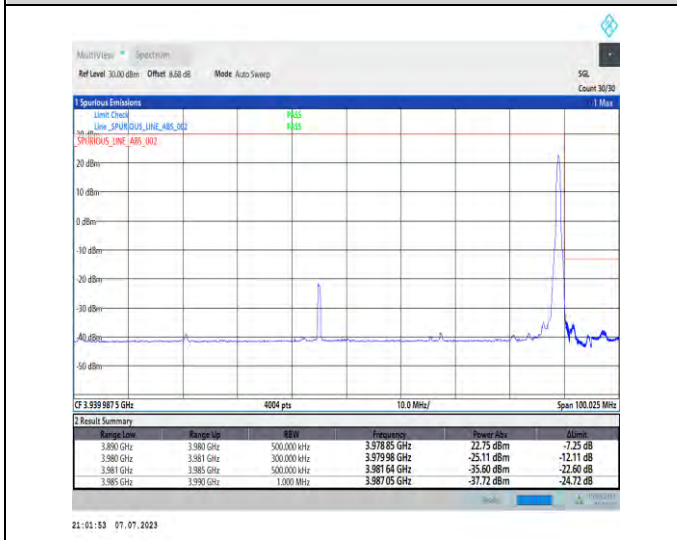 MultiView Spectrum
Ref Level 30.00 dBm Offset 8.68 dB Mode Auto Sweep SGL
Count 30/30
1 Spurious Emissions 1 Max
Limit Check PASS
Line _SPURIOUS_LINE_ABS_002 PASS
_SPURIOUS_LINE_ABS_002
20 dBm
10 dBm
0 dBm
-10 dBm
-20 dBm
-30 dBm
-40 dBm
-50 dBm
CF 3.939 987 5 GHz 4004 pts 10.0 MHz/ Span 100.025 MHz
2 Result Summary
Range Low Range Up RBW Frequency Power Abs ΔLimit
3.890 GHz 3.980 GHz 500.000 kHz 3.978 85 GHz 22.75 dBm -7.25 dB
3.980 GHz 3.981 GHz 300.000 kHz 3.979 98 GHz -25.11 dBm -12.11 dB
3.981 GHz 3.985 GHz 500.000 kHz 3.981 64 GHz -35.60 dBm -22.60 dB
3.985 GHz 3.990 GHz 1.000 MHz 3.987 05 GHz -37.72 dBm -24.72 dB
21:01:53 07.07.2023